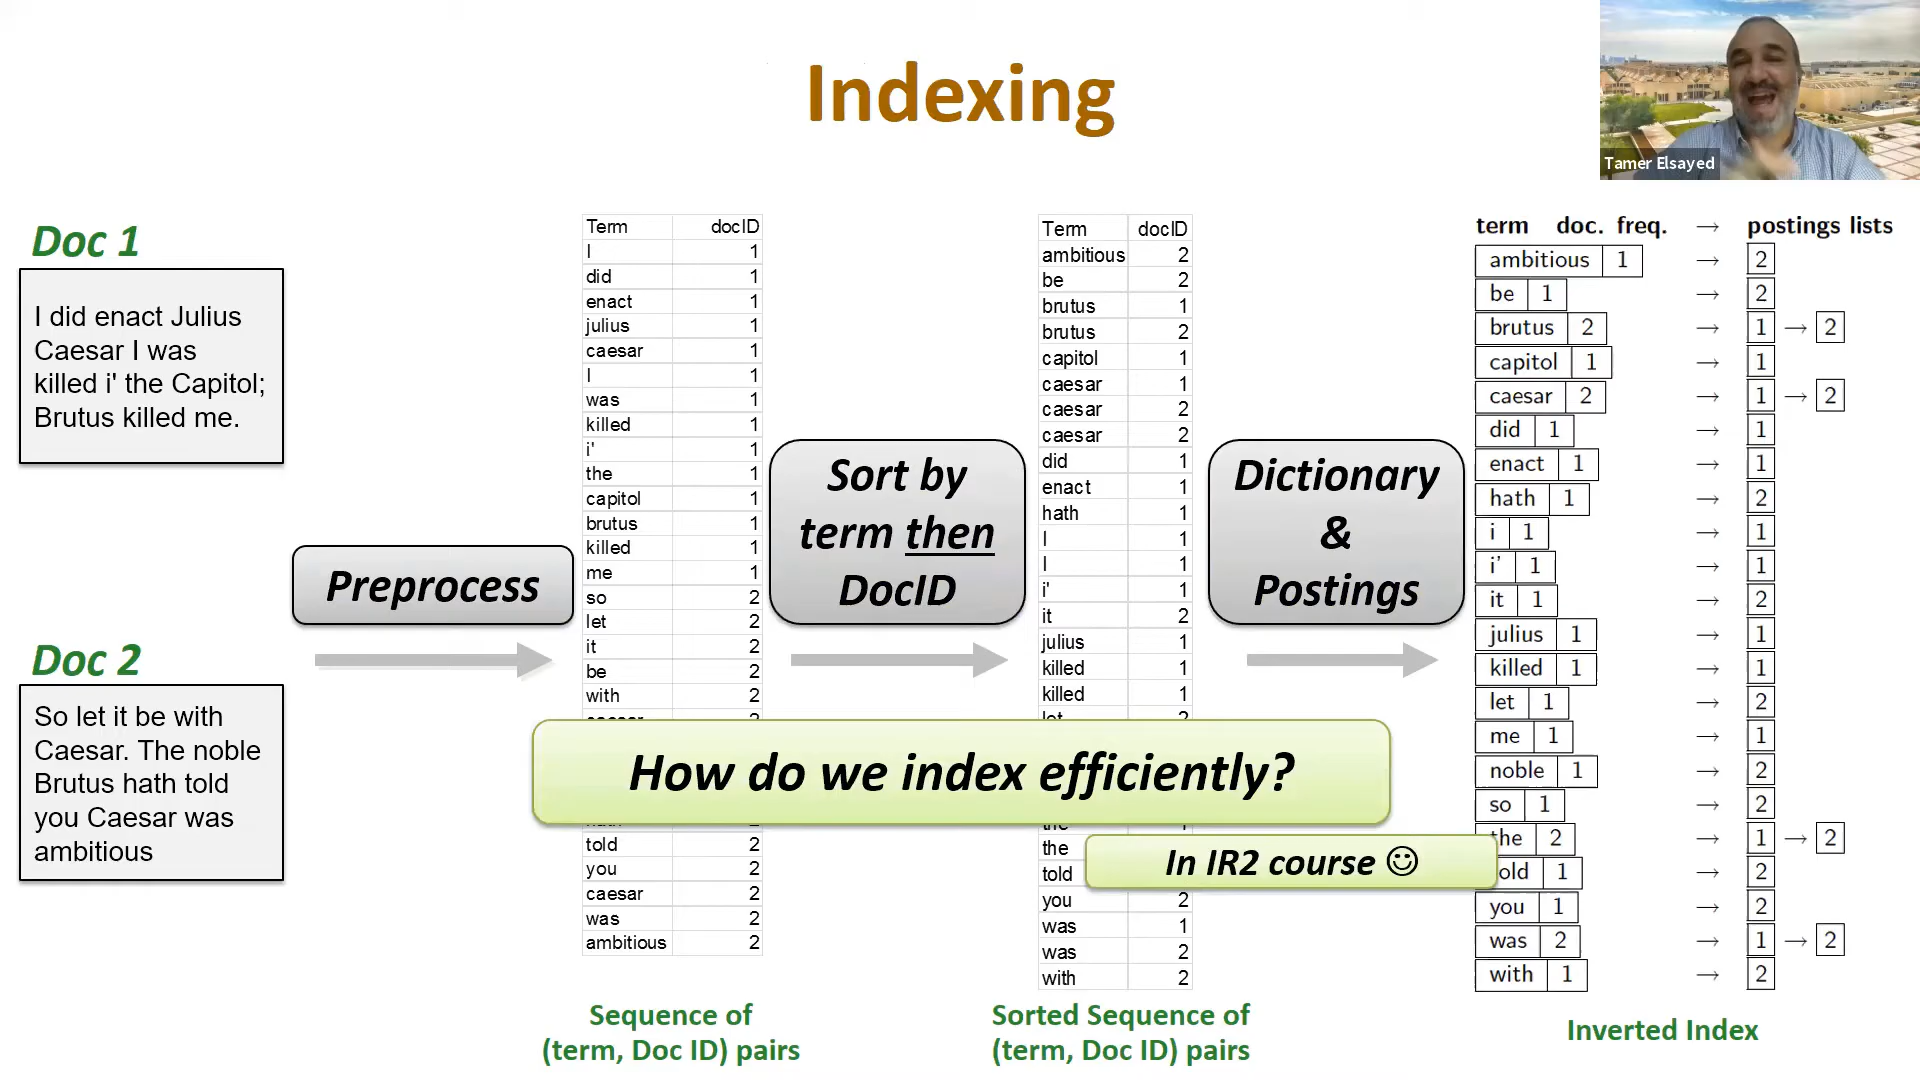 Indexing
Tamer Elsayed
Doc 1
I did enact Julius
Caesar I was
killed i' the Capitol;
Brutus killed me.
Doc 2
So let it be with
Caesar. The noble
Brutus hath told
you Caesar was
ambitious
Preprocess
Term docID
I 1
did 1
enact 1
julius 1
caesar 1
I 1
was 1
killed 1
i' 1
the 1
capitol 1
brutus 1
killed 1
me 1
so 2
let 2
it 2
be 2
with 2
told 2
you 2
caesar 2
was 2
ambitious 2
Sequence of
(term, Doc ID) pairs
Sort by
term then
DocID
Term docID
ambitious 2
be 2
brutus 1
brutus 2
capitol 1
caesar 1
caesar 2
caesar 2
did 1
enact 1
hath 1
I 1
I 1
i' 1
it 2
julius 1
killed 1
killed 1
let 2
the
told
you 2
was 1
was 2
with 2
Sorted Sequence of
(term, Doc ID) pairs
Dictionary
&
Postings
term doc. freq. → postings lists
ambitious 1 → 2
be 1 → 2
brutus 2 → 1 → 2
capitol 1 → 1
caesar 2 → 1 → 2
did 1 → 1
enact 1 → 1
hath 1 → 2
i 1 → 1
i' 1 → 1
it 1 → 2
julius 1 → 1
killed 1 → 1
let 1 → 2
me 1 → 1
noble 1 → 2
so 1 → 2
the 2 → 1 → 2
old 1 → 2
you 1 → 2
was 2 → 1 → 2
with 1 → 2
Inverted Index
How do we index efficiently?
In IR2 course ☺